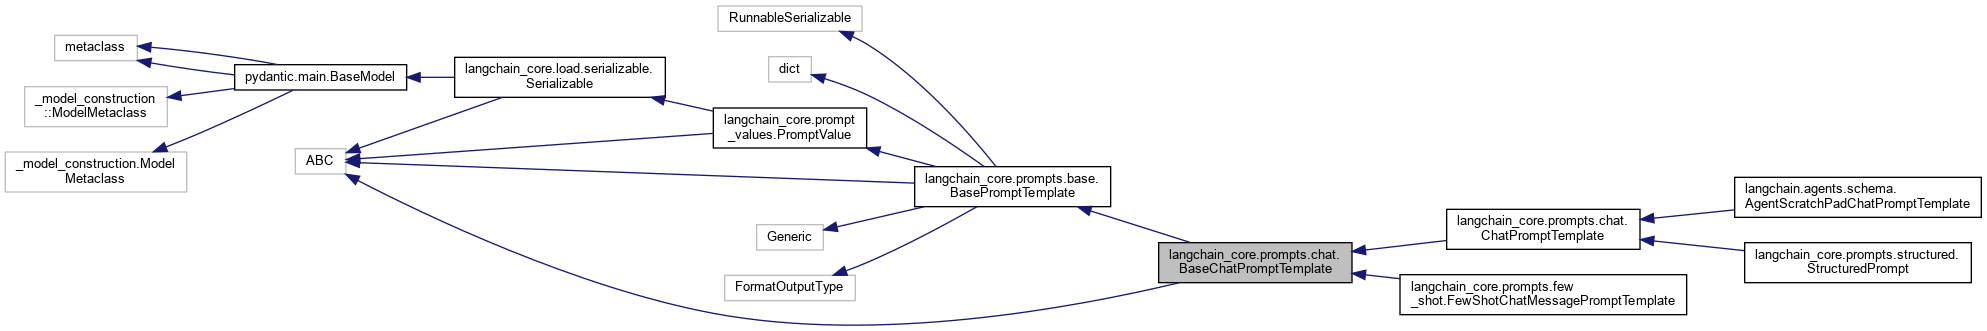 RunnableSerializable
metaclass
dict
pydantic.main.BaseModel
langchain_core.load.serializable.
Serializable
_model_construction
::ModelMetaclass
langchain_core.prompt
_values.PromptValue
_model_construction.Model
Metaclass
ABC
langchain_core.prompts.base.
BasePromptTemplate
Generic
FormatOutputType
langchain_core.prompts.chat.
BaseChatPromptTemplate
langchain_core.prompts.chat.
ChatPromptTemplate
langchain_core.prompts.few
_shot.FewShotChatMessagePromptTemplate
langchain.agents.schema.
AgentScratchPadChatPromptTemplate
langchain_core.prompts.structured.
StructuredPrompt